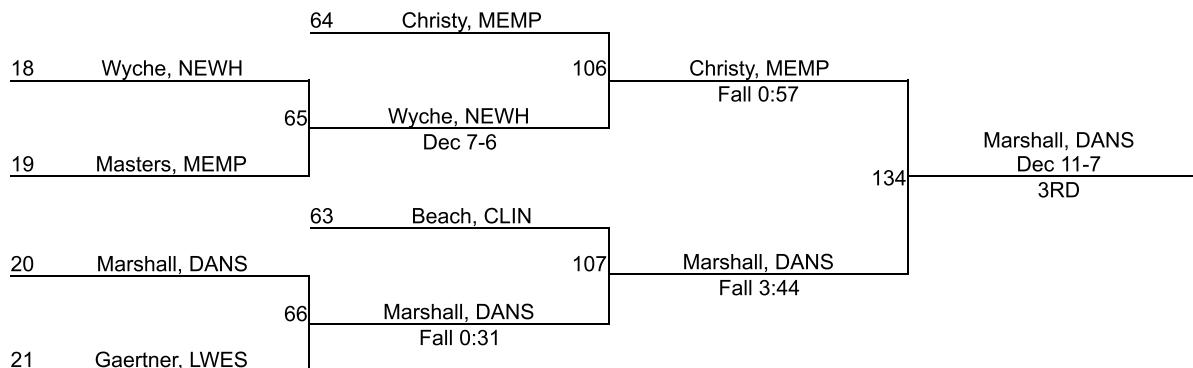 64 Christy, MEMP
18 Wyche, NEWH
106 Christy, MEMP
Fall 0:57
65 Wyche, NEWH
Dec 7-6
19 Masters, MEMP
Marshall, DANS
134 Dec 11-7
3RD
63 Beach, CLIN
20 Marshall, DANS
107 Marshall, DANS
Fall 3:44
66 Marshall, DANS
Fall 0:31
21 Gaertner, LWES